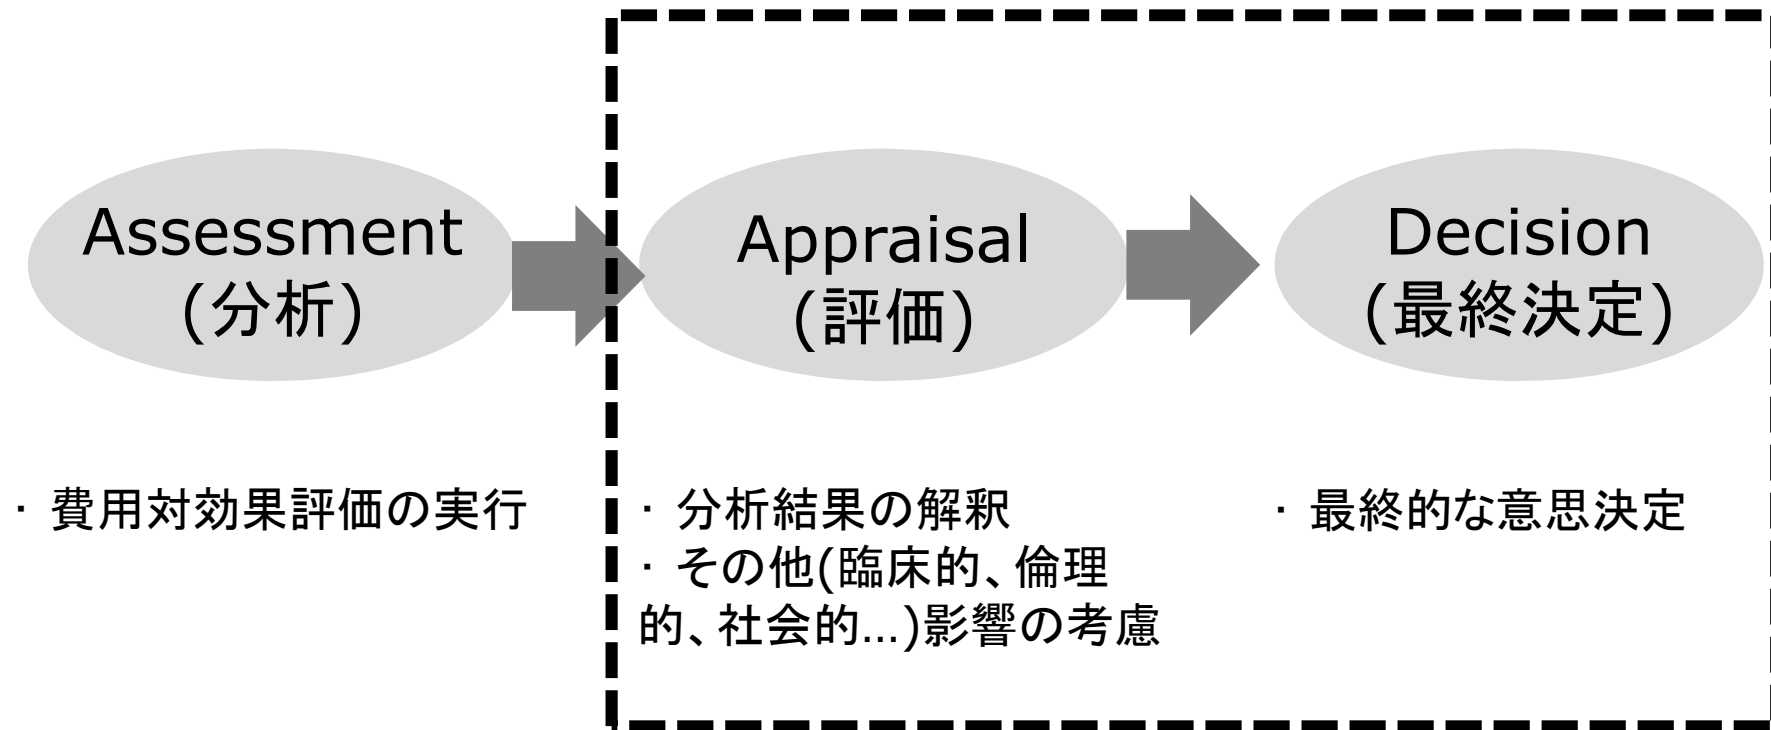 Assessment
(分析)
Appraisal
(評価)
Decision
(最終決定)
・費用対効果評価の実行
・分析結果の解釈
・その他(臨床的、倫理
的、社会的…)影響の考慮
・最終的な意思決定